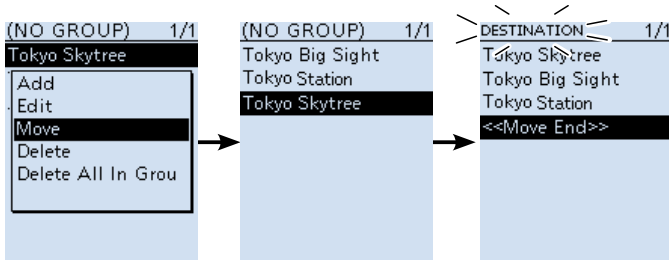 (NO GROUP) 1/1
Tokyo Skytree
Add
Edit
Move
Delete
Delete All In Grou
(NO GROUP) 1/1
Tokyo Big Sight
Tokyo Station
Tokyo Skytree
DESTINATION 1/1
Tokyo Skytree
Tokyo Big Sight
Tokyo Station
<<Move End>>